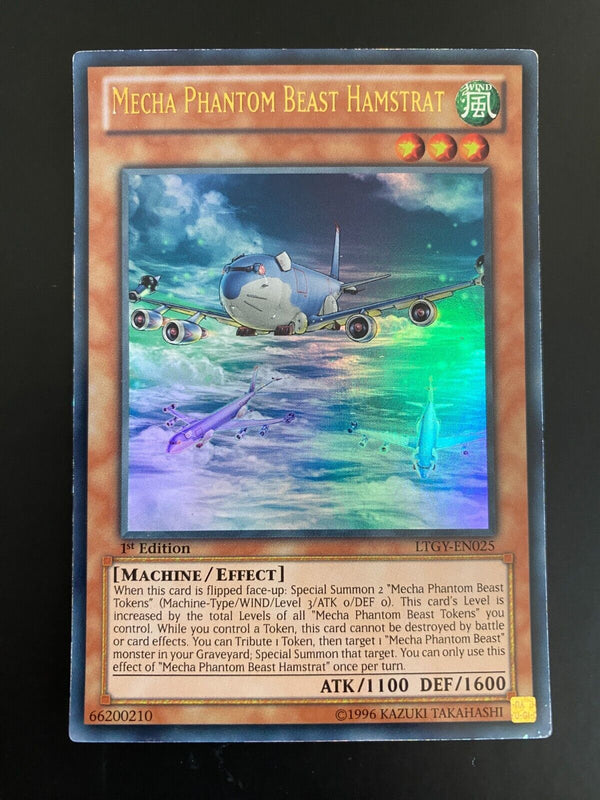 MECHA PHANTOM BEAST HAMSTRAT
WIND
風
LTGY-EN025
1st Edition
[MACHINE/EFFECT]
When this card is flipped face-up: Special Summon 2 "Mecha Phantom Beast
Tokens" (Machine-Type/WIND/Level 3/ATK 0/DEF 0). This card's Level is
increased by the total Levels of all "Mecha Phantom Beast Tokens" you
control. While you control a Token, this card cannot be destroyed by battle
or card effects. You can Tribute 1 Token, then target 1 "Mecha Phantom Beast"
monster in your Graveyard; Special Summon that target. You can only use this
effect of "Mecha Phantom Beast Hamstrat" once per turn.
ATK/1100 DEF/1600
66200210
©1996 KAZUKI TAKAHASHI